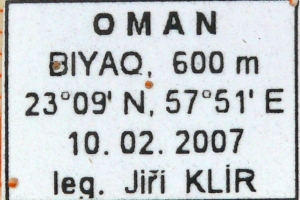 OMAN
BIYAQ, 600 m
23°09' N, 57°51' E
10. 02. 2007
leg. Jiří KLÍR